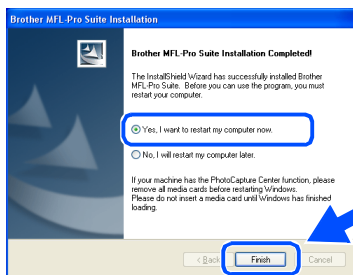 Brother MFL-Pro Suite Installation
Brother MFL-Pro Suite Installation Completed!
The InstallShield Wizard has successfully installed Brother
MFL-Pro Suite. Before you can use the program, you must
restart your computer.
Yes, I want to restart my computer now.
No, I will restart my computer later.
If your machine has the PhotoCapture Center function, please
remove all media cards before restarting Windows.
Please do not insert a media card until Windows has finished
loading.
< Back
Finish
Cancel